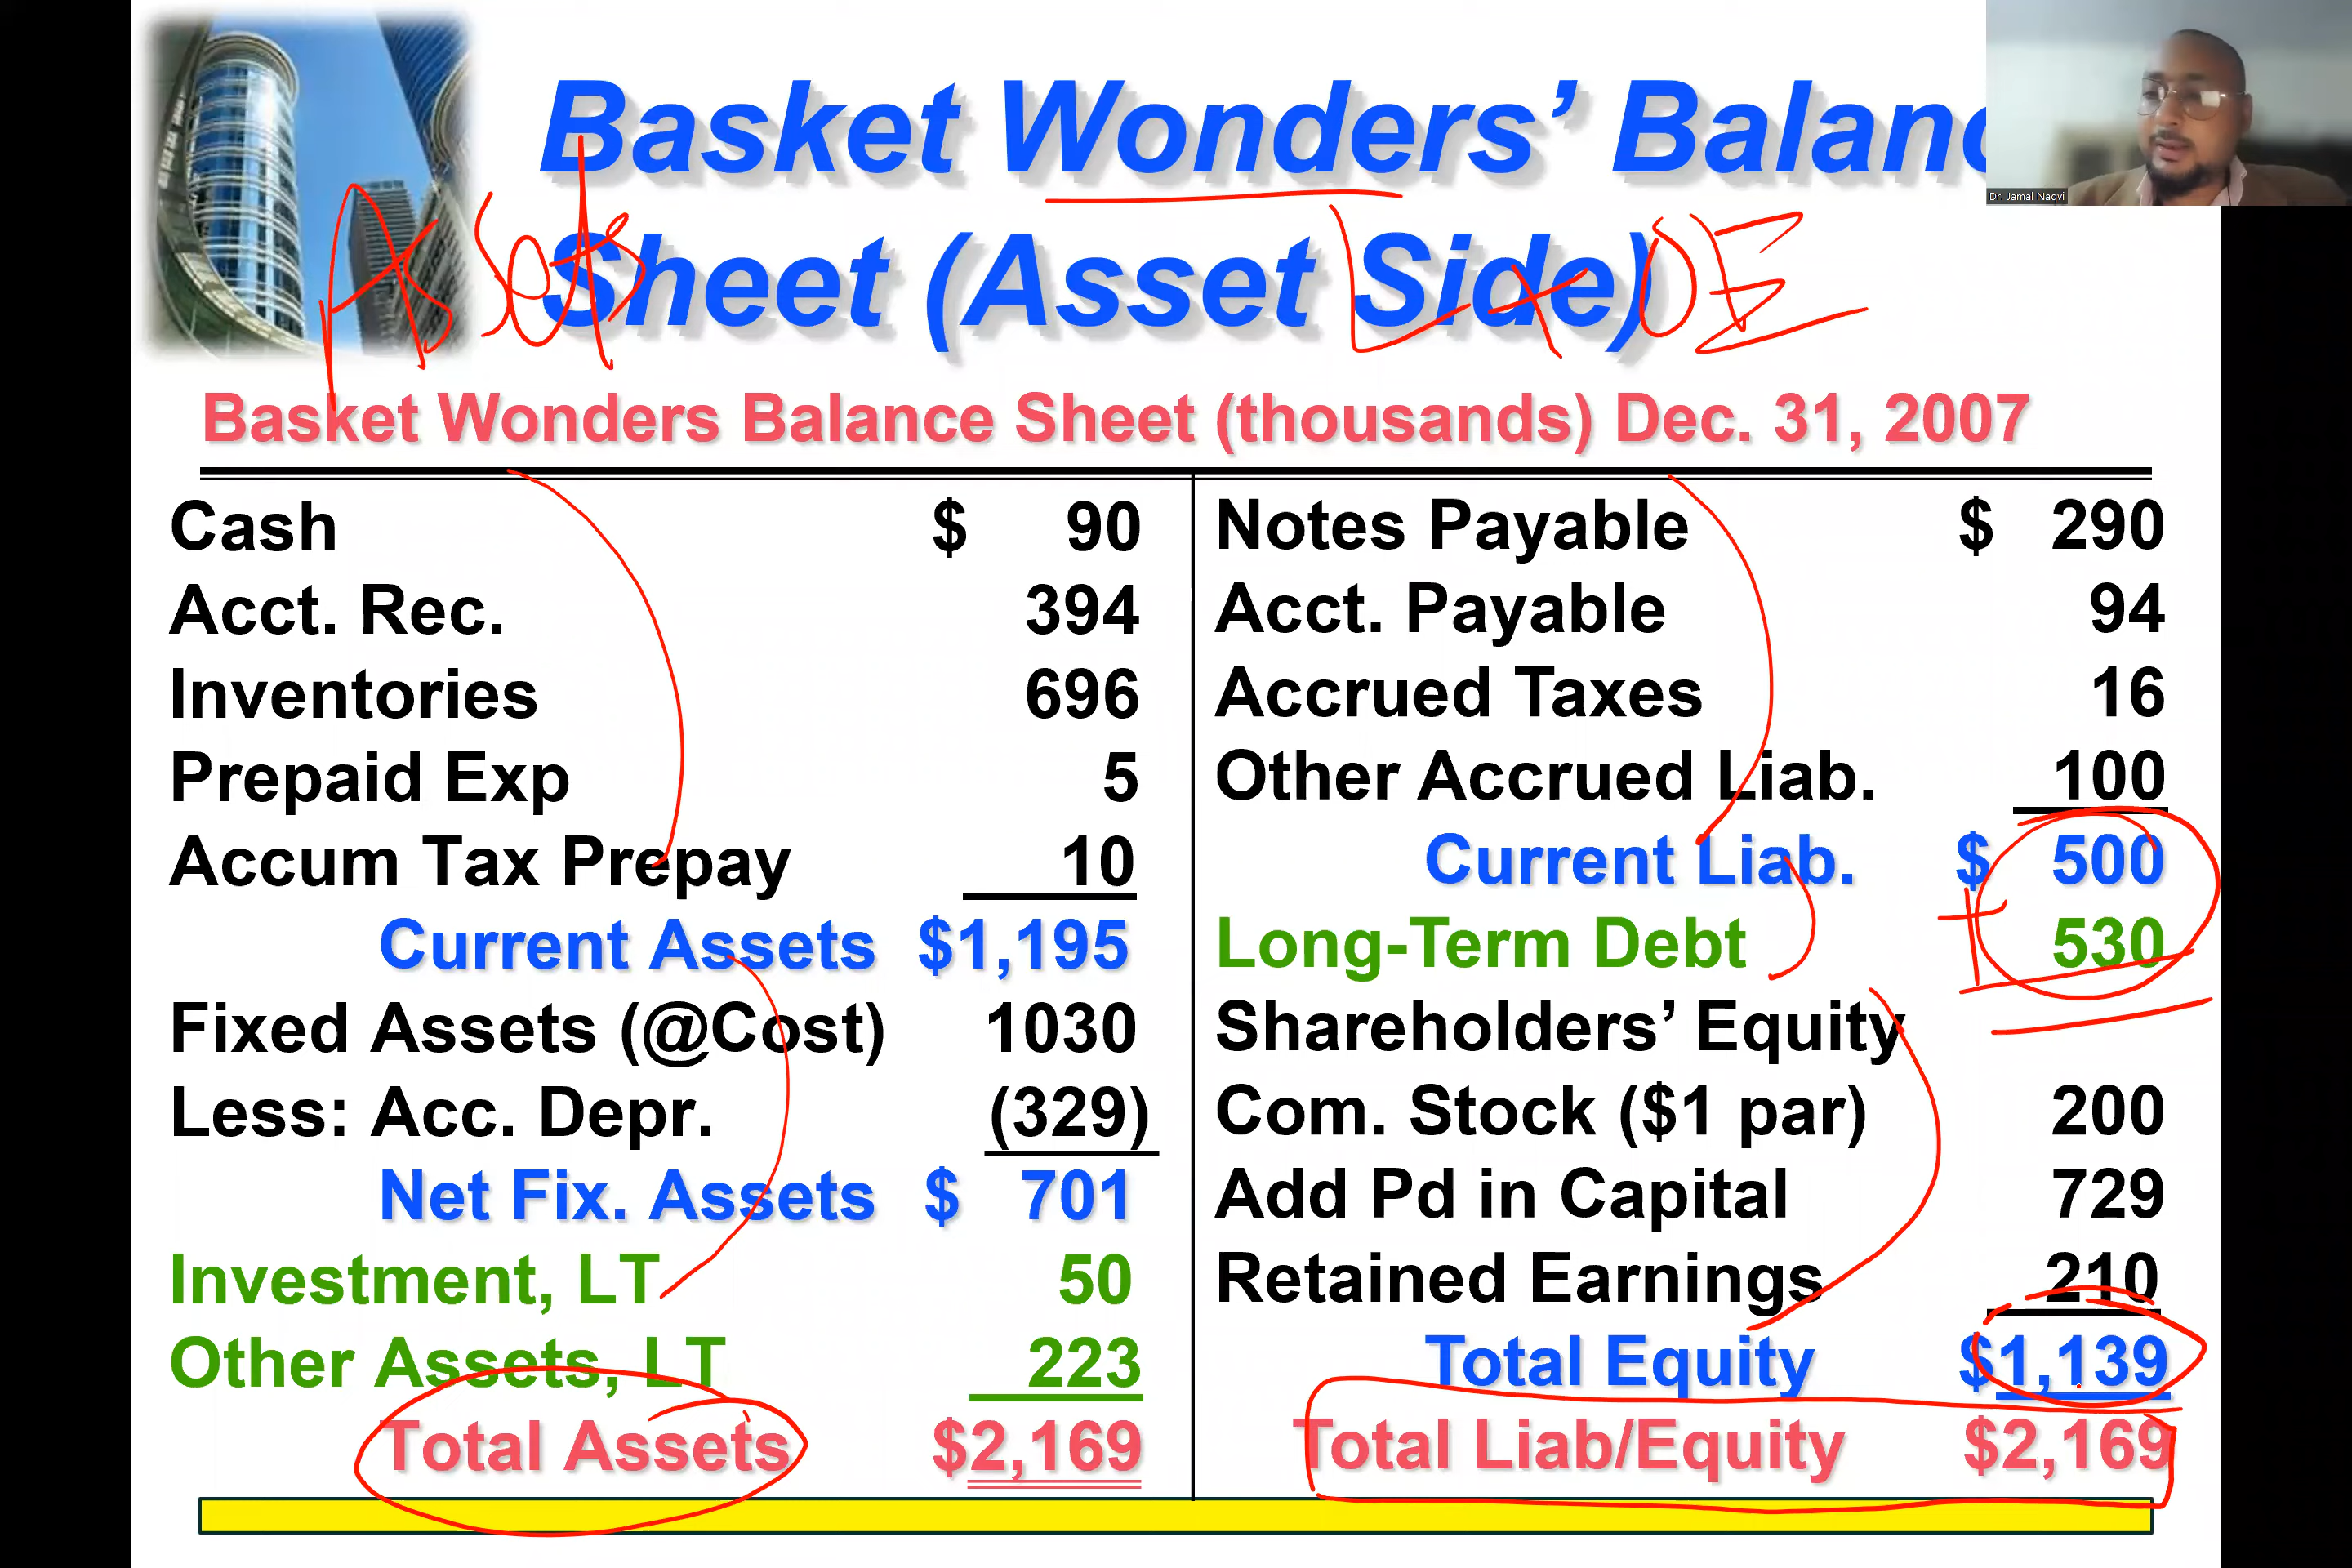 Basket Wonders’ Balanc
Sheet (Asset Side)
Dr. Jamal Naqvi
Assets
L + OE
Basket Wonders Balance Sheet (thousands) Dec. 31, 2007
Cash $ 90
Acct. Rec. 394
Inventories 696
Prepaid Exp 5
Accum Tax Prepay 10
Current Assets $1,195
Fixed Assets (@Cost) 1030
Less: Acc. Depr. (329)
Net Fix. Assets $ 701
Investment, LT 50
Other Assets, LT 223
Total Assets $2,169
Notes Payable $ 290
Acct. Payable 94
Accrued Taxes 16
Other Accrued Liab. 100
Current Liab. $ 500
Long-Term Debt + 530
Shareholders’ Equity
Com. Stock ($1 par) 200
Add Pd in Capital 729
Retained Earnings 210
Total Equity $1,139
Total Liab/Equity $2,169